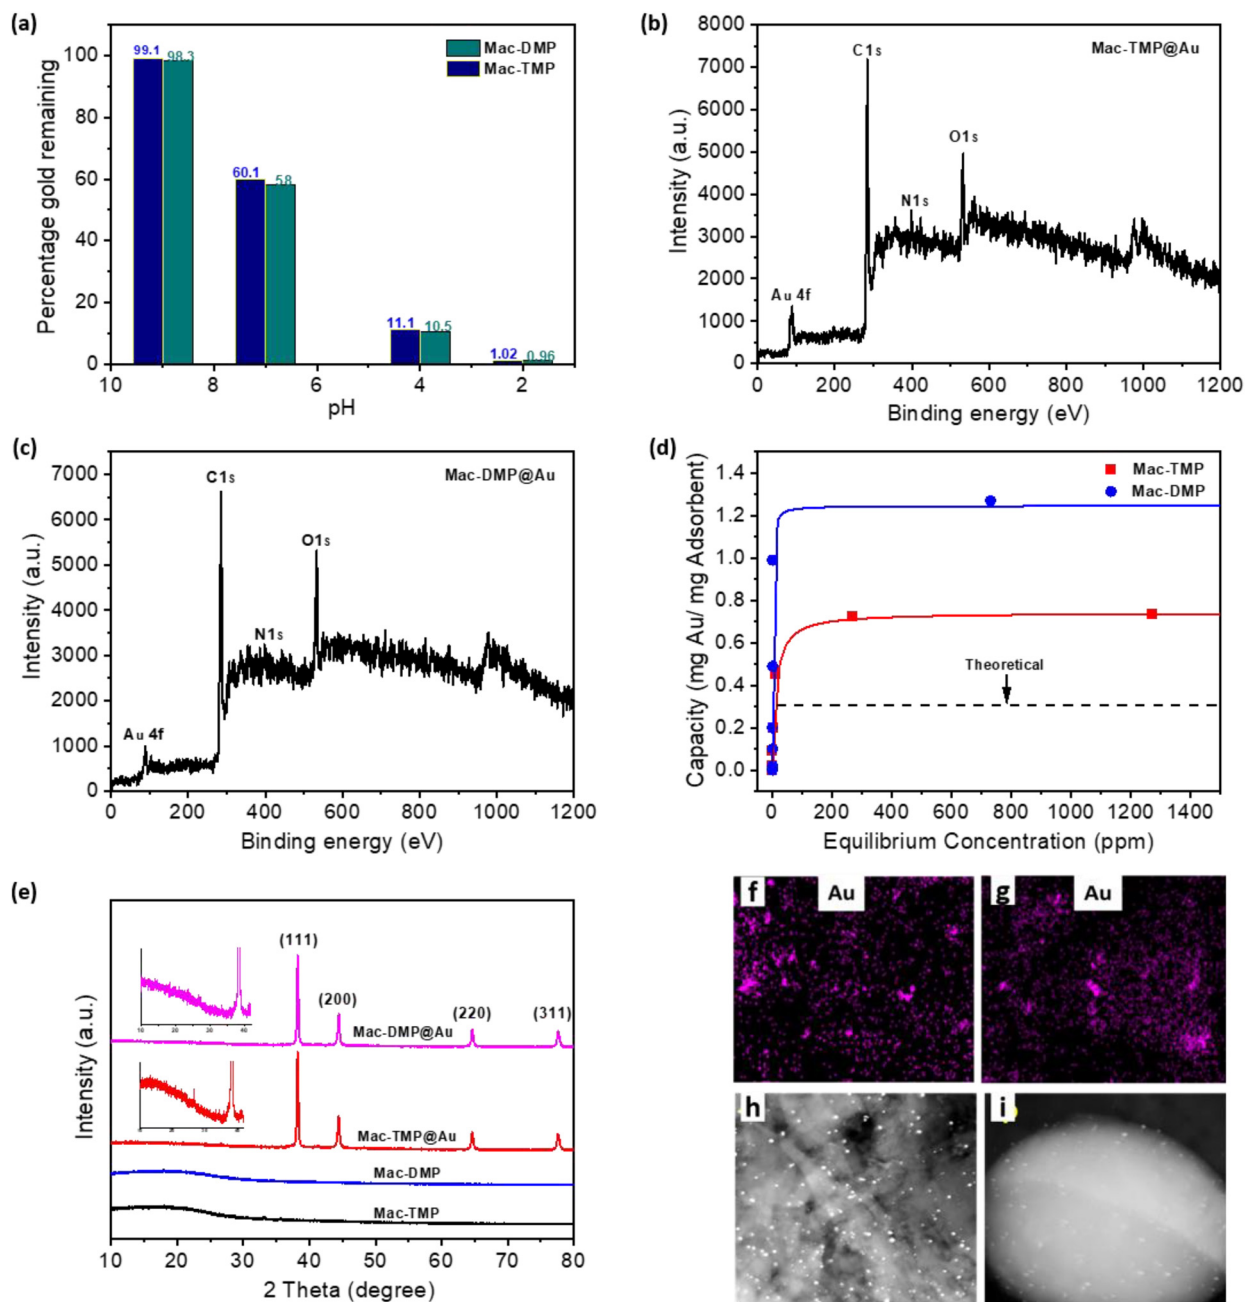 (a)
Percentage gold remaining
100
80
60
40
20
0
99.1
98.3
60.1
58
11.1
10.5
1.02
0.96
Mac-DMP
Mac-TMP
10
8
6
4
2
pH
(b)
Intensity (a.u.)
8000
7000
6000
5000
4000
3000
2000
1000
0
C1s
O1s
N1s
Au 4f
Mac-TMP@Au
0
200
400
600
800
1000
1200
Binding energy (eV)
(c)
Intensity (a.u.)
7000
6000
5000
4000
3000
2000
1000
0
C1s
O1s
N1s
Au 4f
Mac-DMP@Au
0
200
400
600
800
1000
1200
Binding energy (eV)
(d)
Capacity (mg Au/ mg Adsorbent)
1.4
1.2
1.0
0.8
0.6
0.4
0.2
0.0
Mac-TMP
Mac-DMP
Theoretical
0
200
400
600
800
1000
1200
1400
Equilibrium Concentration (ppm)
(e)
Intensity (a.u.)
(111)
(200)
(220)
(311)
10
20
30
40
Mac-DMP@Au
Mac-TMP@Au
Mac-DMP
Mac-TMP
10
20
30
40
50
60
70
80
2 Theta (degree)
f
Au
g
Au
h
i